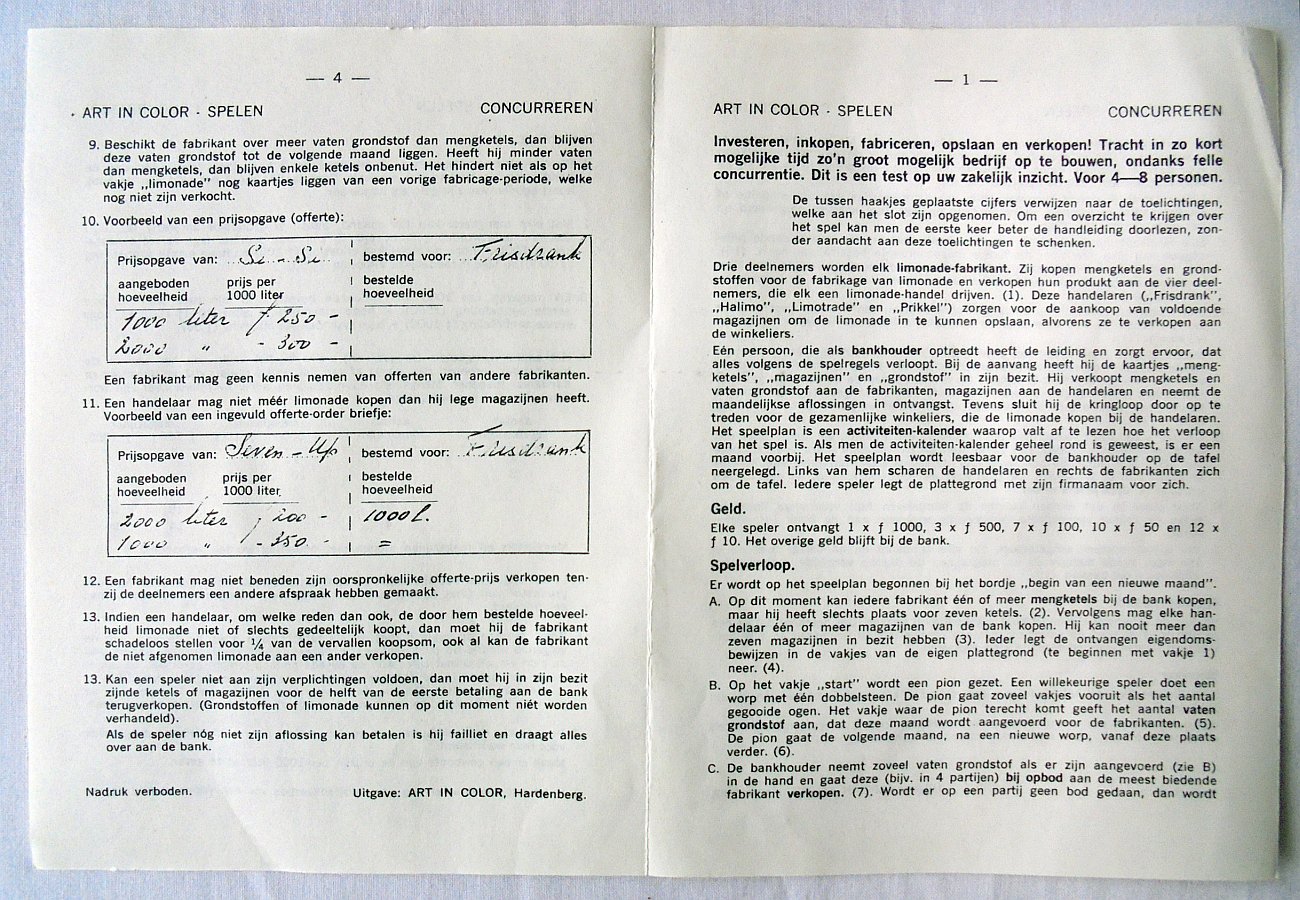 — 4 —
ART IN COLOR - SPELEN CONCURREREN
9. Beschikt de fabrikant over meer vaten grondstof dan mengketels, dan blijven
deze vaten grondstof tot de volgende maand liggen. Heeft hij minder vaten
dan mengketels, dan blijven enkele ketels onbenut. Het hindert niet als op het
vakje „limonade” nog kaartjes liggen van een vorige fabricage-periode, welke
nog niet zijn verkocht.
10. Voorbeeld van een prijsopgave (offerte):
Prijsopgave van: Si - Si bestemd voor: Frisdrank
aangeboden prijs per bestelde
hoeveelheid 1000 liter hoeveelheid
1000 liter ƒ 250 -
2000 „ - 300 -
Een fabrikant mag geen kennis nemen van offerten van andere fabrikanten.
11. Een handelaar mag niet méér limonade kopen dan hij lege magazijnen heeft.
Voorbeeld van een ingevuld offerte-order briefje:
Prijsopgave van: Seven-Up bestemd voor: Frisdrank
aangeboden prijs per bestelde
hoeveelheid 1000 liter hoeveelheid
2000 liter ƒ 200 - 1000 l.
1000 „ - 350 - =
12. Een fabrikant mag niet beneden zijn oorspronkelijke offerte-prijs verkopen ten-
zij de deelnemers een andere afspraak hebben gemaakt.
13. Indien een handelaar, om welke reden dan ook, de door hem bestelde hoeveel-
heid limonade niet of slechts gedeeltelijk koopt, dan moet hij de fabrikant
schadeloos stellen voor ¼ van de vervallen koopsom, ook al kan de fabrikant
de niet afgenomen limonade aan een ander verkopen.
13. Kan een speler niet aan zijn verplichtingen voldoen, dan moet hij in zijn bezit
zijnde ketels of magazijnen voor de helft van de eerste betaling aan de bank
terugverkopen. (Grondstoffen of limonade kunnen op dit moment niét worden
verhandeld).
Als de speler nóg niet zijn aflossing kan betalen is hij failliet en draagt alles
over aan de bank.
Nadruk verboden. Uitgave: ART IN COLOR, Hardenberg.
— 1 —
ART IN COLOR - SPELEN CONCURREREN
Investeren, inkopen, fabriceren, opslaan en verkopen! Tracht in zo kort
mogelijke tijd zo'n groot mogelijk bedrijf op te bouwen, ondanks felle
concurrentie. Dit is een test op uw zakelijk inzicht. Voor 4—8 personen.
De tussen haakjes geplaatste cijfers verwijzen naar de toelichtingen,
welke aan het slot zijn opgenomen. Om een overzicht te krijgen over
het spel kan men de eerste keer beter de handleiding doorlezen, zon-
der aandacht aan deze toelichtingen te schenken.
Drie deelnemers worden elk limonade-fabrikant. Zij kopen mengketels en grond-
stoffen voor de fabrikage van limonade en verkopen hun produkt aan de vier deel-
nemers, die elk een limonade-handel drijven. (1). Deze handelaren („Frisdrank”,
„Halimo”, „Limotrade” en „Prikkel”) zorgen voor de aankoop van voldoende
magazijnen om de limonade in te kunnen opslaan, alvorens ze te verkopen aan
de winkeliers.
Eén persoon, die als bankhouder optreedt heeft de leiding en zorgt ervoor, dat
alles volgens de spelregels verloopt. Bij de aanvang heeft hij de kaartjes „meng-
ketels”, „magazijnen” en „grondstof” in zijn bezit. Hij verkoopt mengketels en
vaten grondstof aan de fabrikanten, magazijnen aan de handelaren en neemt de
maandelijkse aflossingen in ontvangst. Tevens sluit hij de kringloop door op te
treden voor de gezamenlijke winkeliers, die de limonade kopen bij de handelaren.
Het speelplan is een activiteiten-kalender waarop valt af te lezen hoe het verloop
van het spel is. Als men de activiteiten-kalender geheel rond is geweest, is er een
maand voorbij. Het speelplan wordt leesbaar voor de bankhouder op de tafel
neergelegd. Links van hem scharen de handelaren en rechts de fabrikanten zich
om de tafel. Iedere speler legt de plattegrond met zijn firmanaam voor zich.
Geld.
Elke speler ontvangt 1 x ƒ 1000, 3 x ƒ 500, 7 x ƒ 100, 10 x ƒ 50 en 12 x
ƒ 10. Het overige geld blijft bij de bank.
Spelverloop.
Er wordt op het speelplan begonnen bij het bordje „begin van een nieuwe maand”.
A. Op dit moment kan iedere fabrikant één of meer mengketels bij de bank kopen,
maar hij heeft slechts plaats voor zeven ketels. (2). Vervolgens mag elke han-
delaar één of meer magazijnen van de bank kopen. Hij kan nooit meer dan
zeven magazijnen in bezit hebben (3). Ieder legt de ontvangen eigendoms-
bewijzen in de vakjes van de eigen plattegrond (te beginnen met vakje 1)
neer. (4).
B. Op het vakje „start” wordt een pion gezet. Een willekeurige speler doet een
worp met één dobbelsteen. De pion gaat zoveel vakjes vooruit als het aantal
gegooide ogen. Het vakje waar de pion terecht komt geeft het aantal vaten
grondstof aan, dat deze maand wordt aangevoerd voor de fabrikanten. (5).
De pion gaat de volgende maand, na een nieuwe worp, vanaf deze plaats
verder. (6).
C. De bankhouder neemt zoveel vaten grondstof als er zijn aangevoerd (zie B)
in de hand en gaat deze (bijv. in 4 partijen) bij opbod aan de meest biedende
fabrikant verkopen. (7). Wordt er op een partij geen bod gedaan, dan wordt